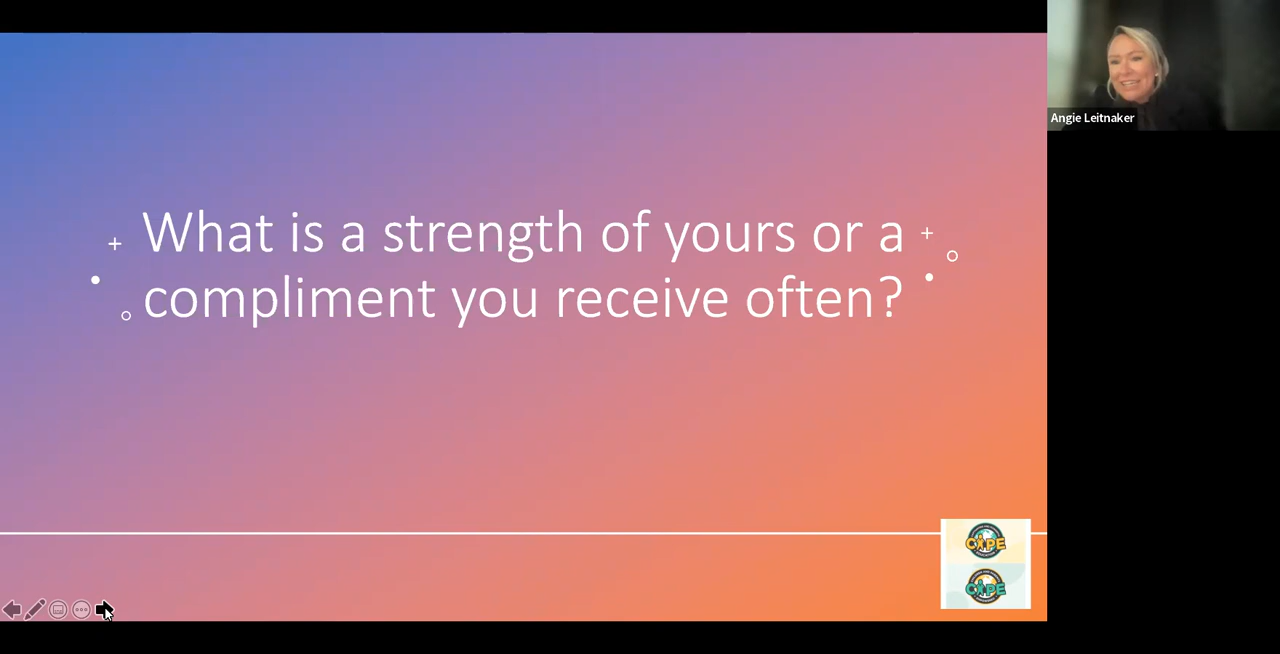 What is a strength of yours or a
compliment you receive often?
Angie Leitnaker